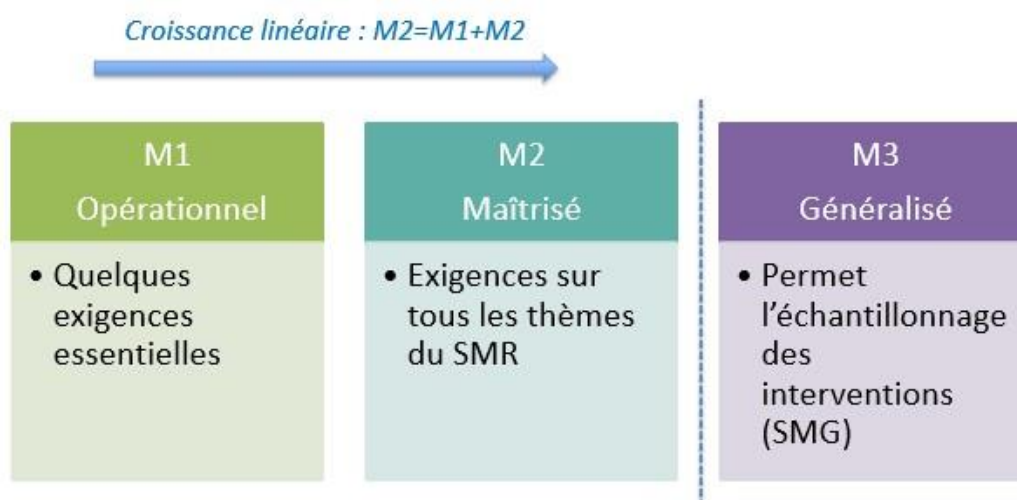 Croissance linéaire : M2=M1+M2
M1
Opérationnel
• Quelques
exigences
essentielles
M2
Maîtrisé
• Exigences sur
tous les thèmes
du SMR
M3
Généralisé
• Permet
l'échantillonnage
des
interventions
(SMG)